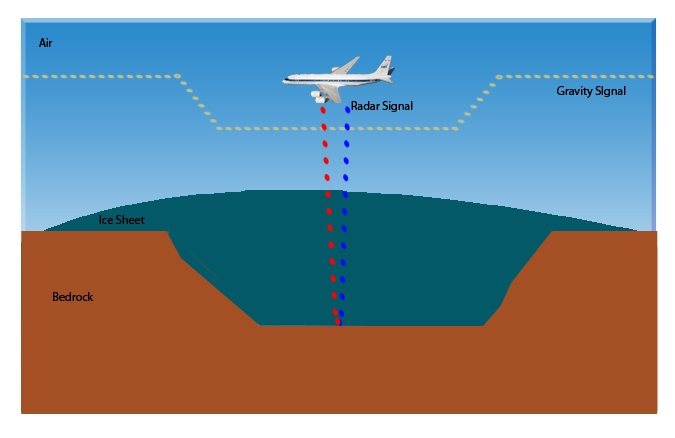 Air
Radar Signal
Gravity SIgnal
Ice Sheet
Bedrock